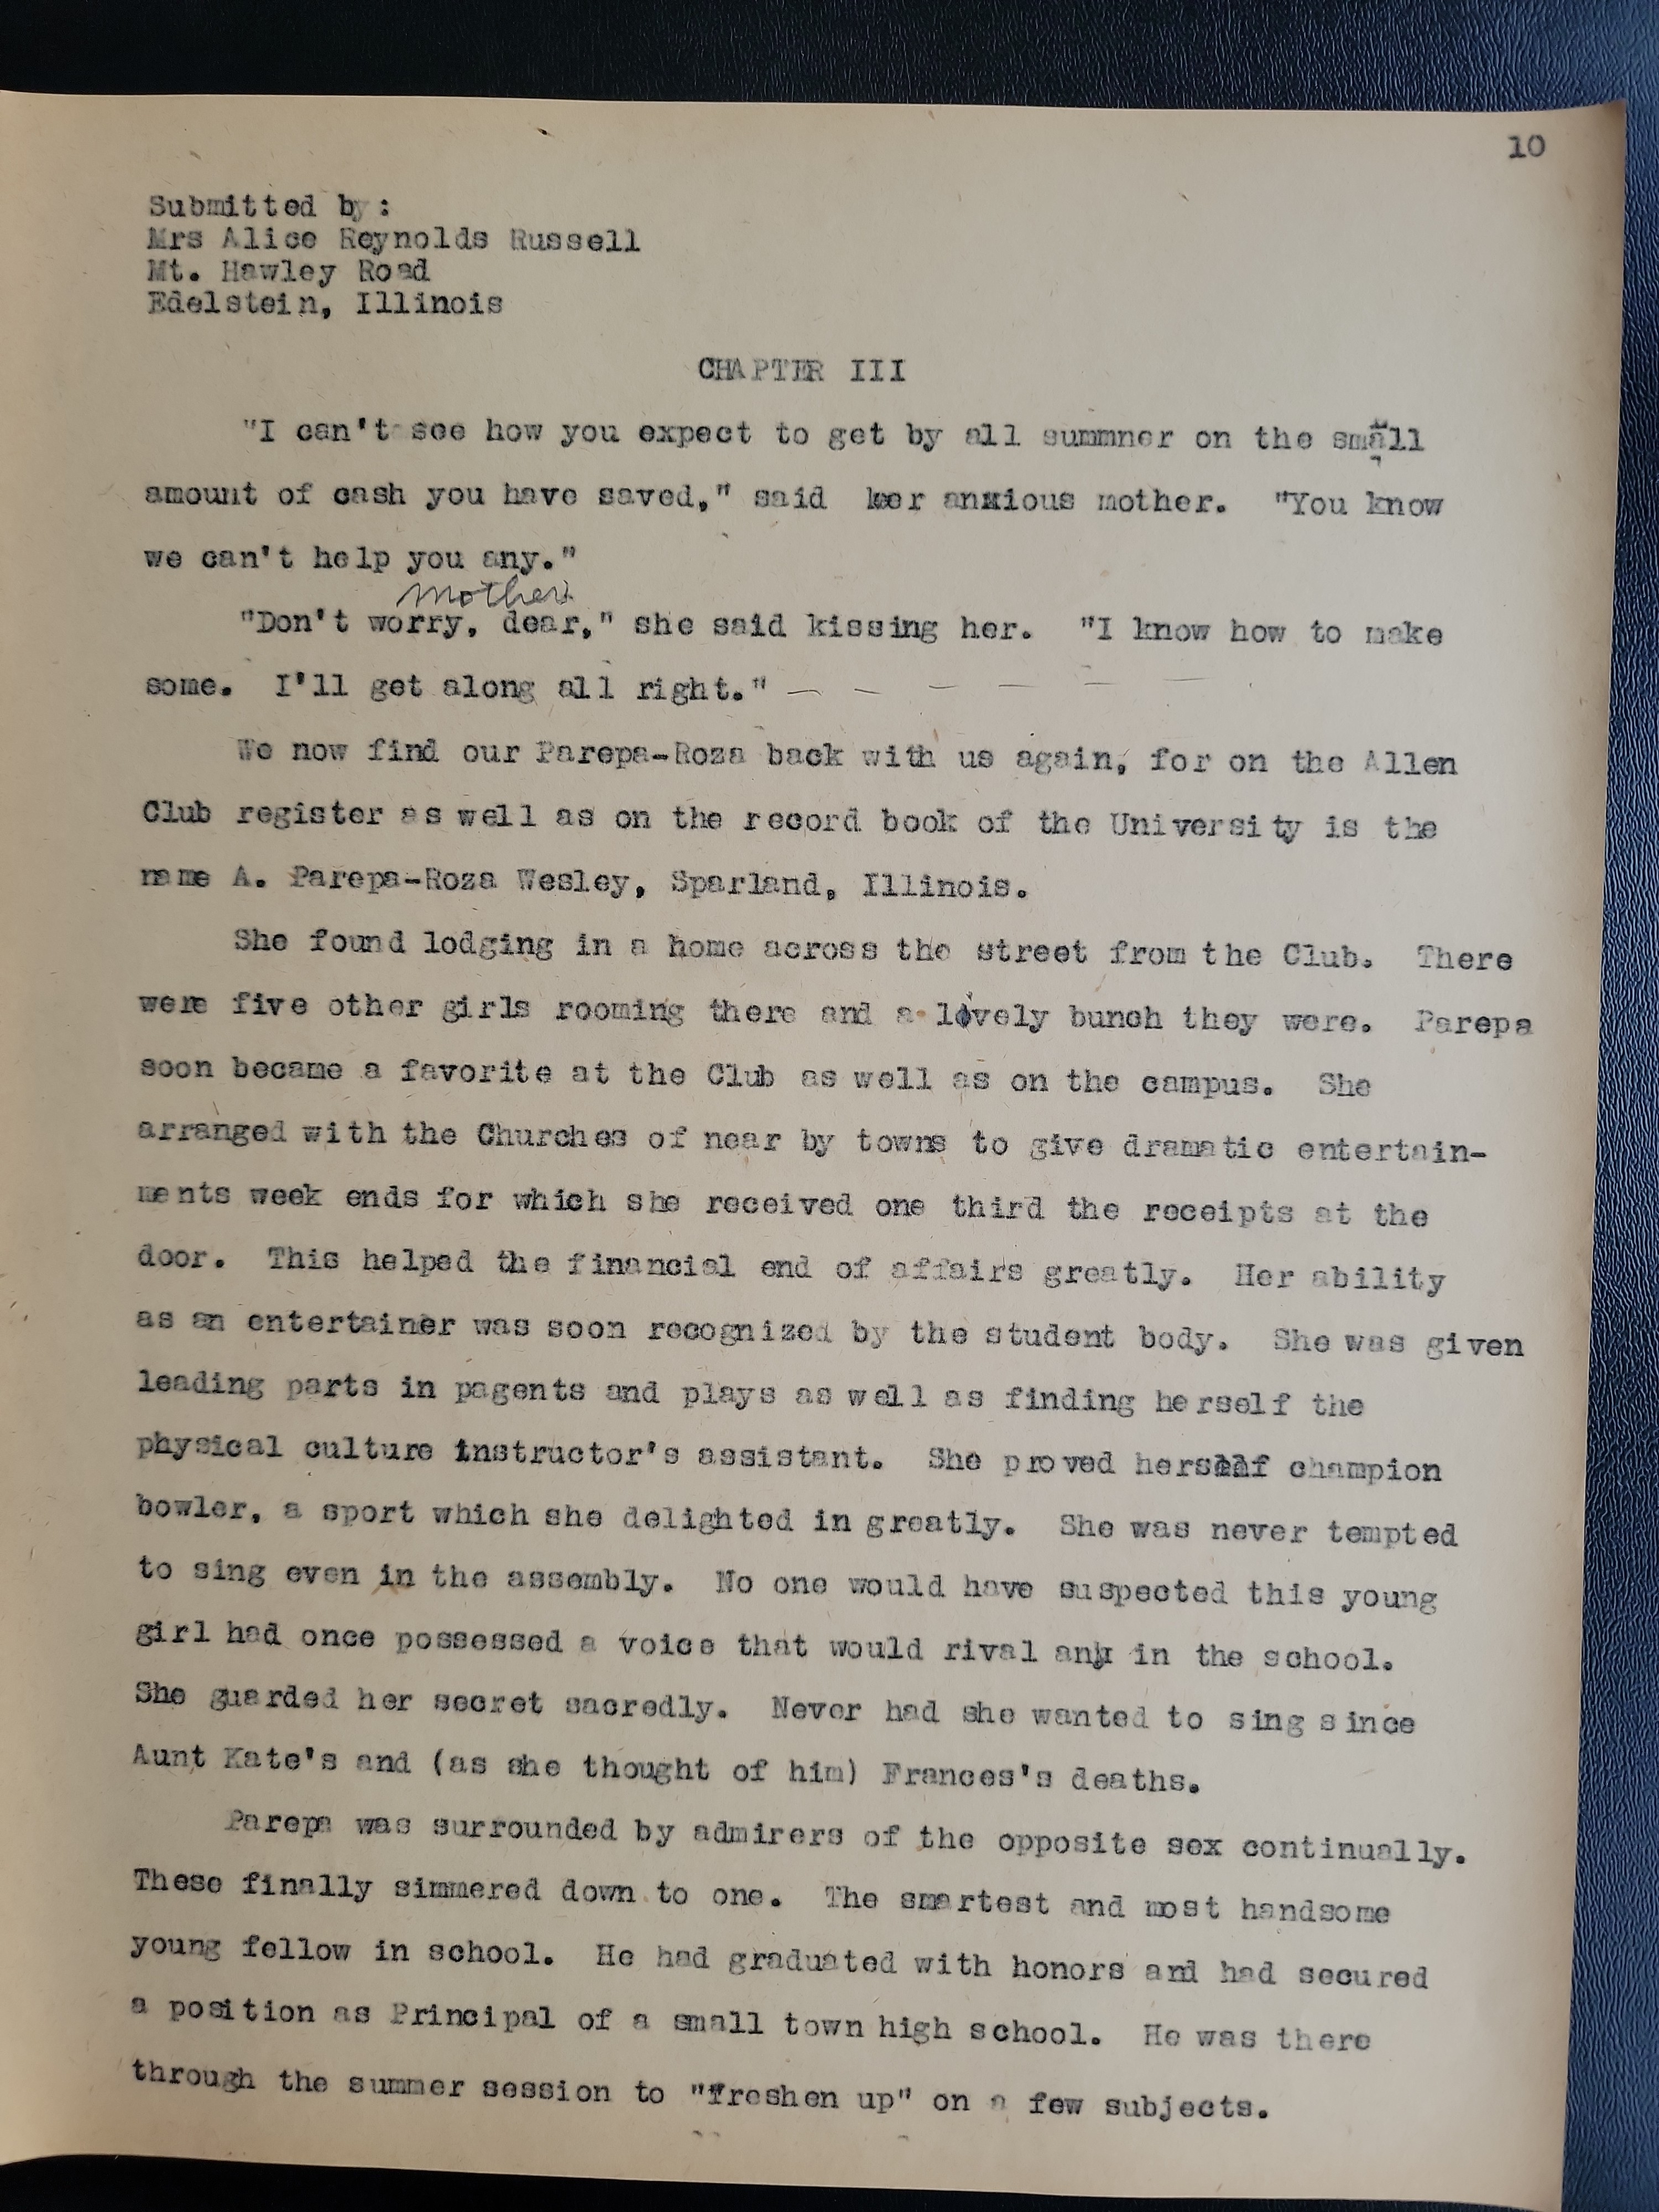 10
Submitted by:
Mrs Alice Reynolds Russell
Mt. Hawley Road
Edelstein, Illinois
CHAPTER III
"I can't see how you expect to get by all summner on the small
amount of cash you have saved," said her anxious mother. "You know
we can't help you any."
mother
"Don't worry, dear," she said kissing her. "I know how to make
some. I'll get along all right." — — — — — —
We now find our Parepa-Roza back with us again, for on the Allen
Club register as well as on the record book of the University is the
name A. Parepa-Roza Wesley, Sparland, Illinois.
She found lodging in a home across the street from the Club. There
were five other girls rooming there and a lively bunch they were. Parepa
soon became a favorite at the Club as well as on the campus. She
arranged with the Churches of near by towns to give dramatic entertain-
ments week ends for which she received one third the receipts at the
door. This helped the financial end of affairs greatly. Her ability
as an entertainer was soon recognized by the student body. She was given
leading parts in pagents and plays as well as finding herself the
physical culture instructor's assistant. She proved herself champion
bowler, a sport which she delighted in greatly. She was never tempted
to sing even in the assembly. No one would have suspected this young
girl had once possessed a voice that would rival any in the school.
She guarded her secret sacredly. Never had she wanted to sing since
Aunt Kate's and (as she thought of him) Frances's deaths.
Parepa was surrounded by admirers of the opposite sex continually.
These finally simmered down to one. The smartest and most handsome
young fellow in school. He had graduated with honors and had secured
a position as Principal of a small town high school. He was there
through the summer session to "freshen up" on a few subjects.